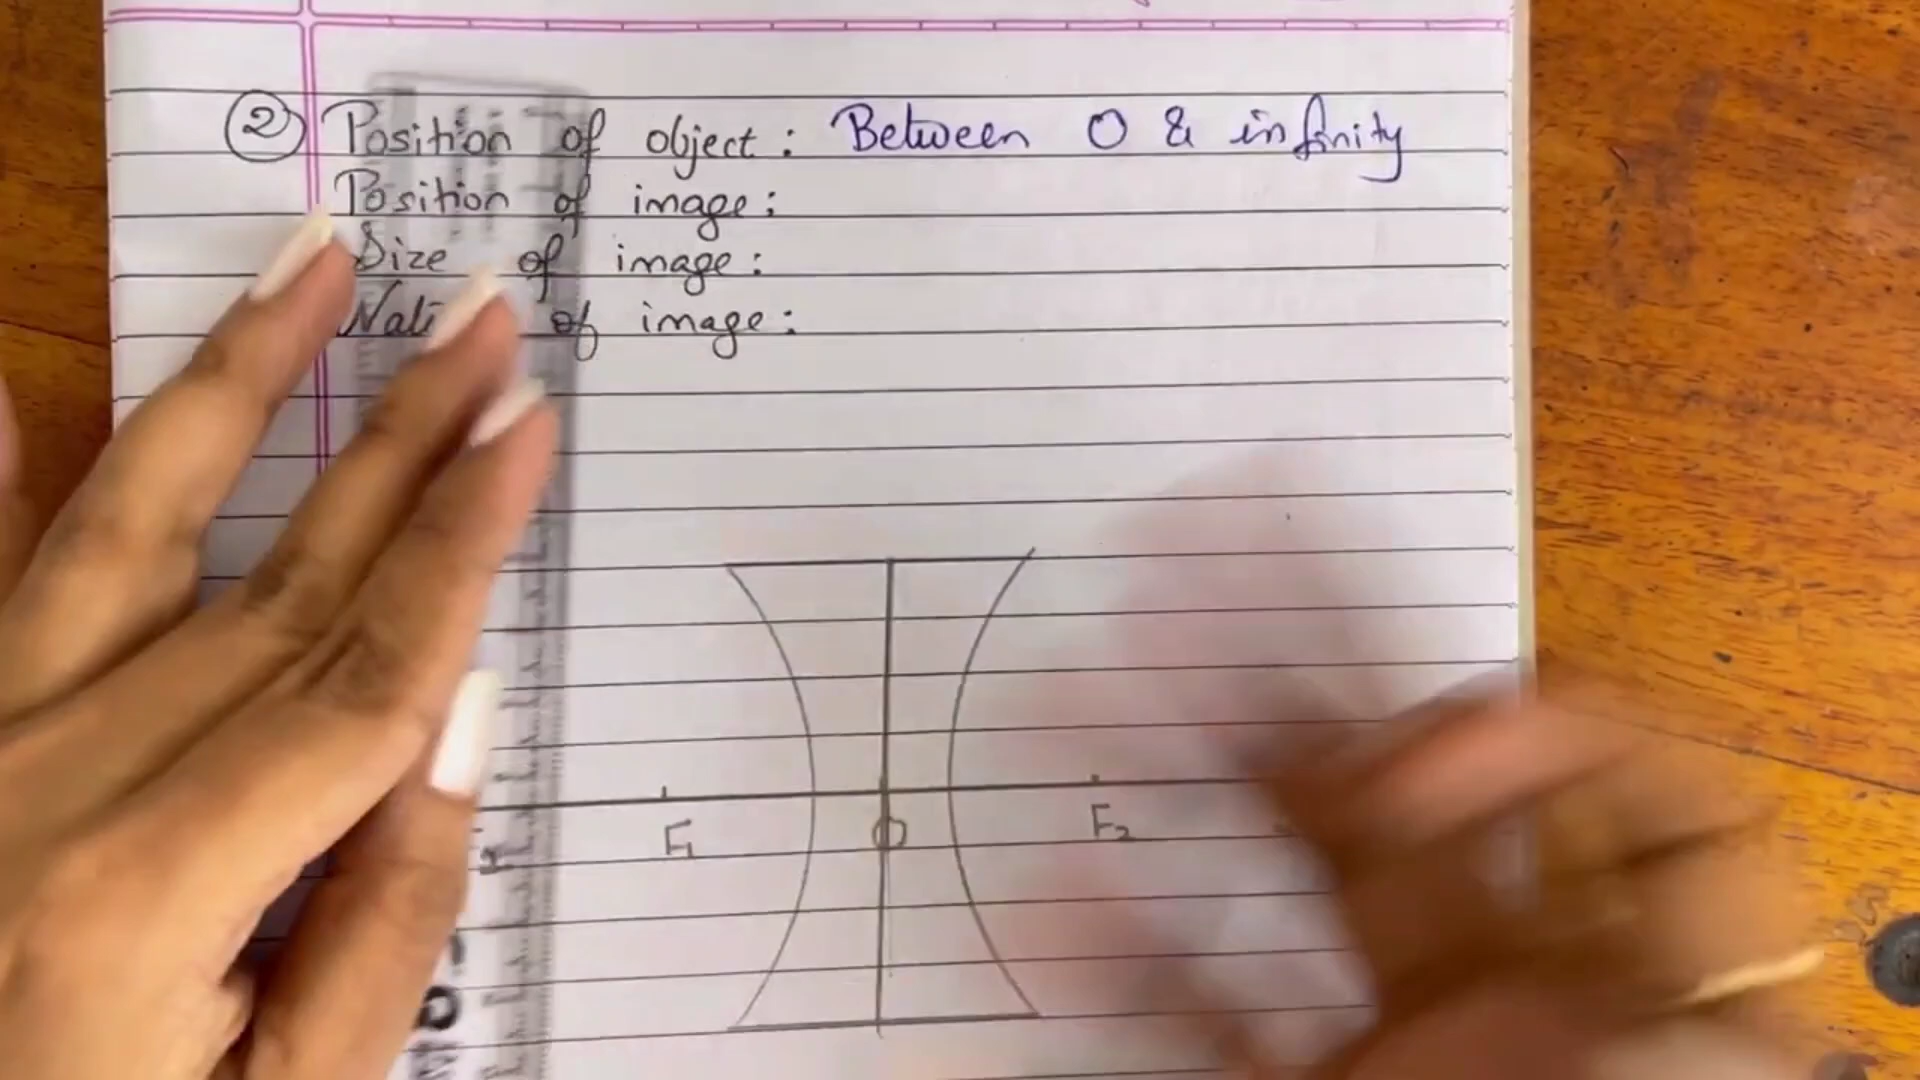 ② Position of object: Between O & infinity
Position of image:
Size of image:
of image:
F₁ O F₂